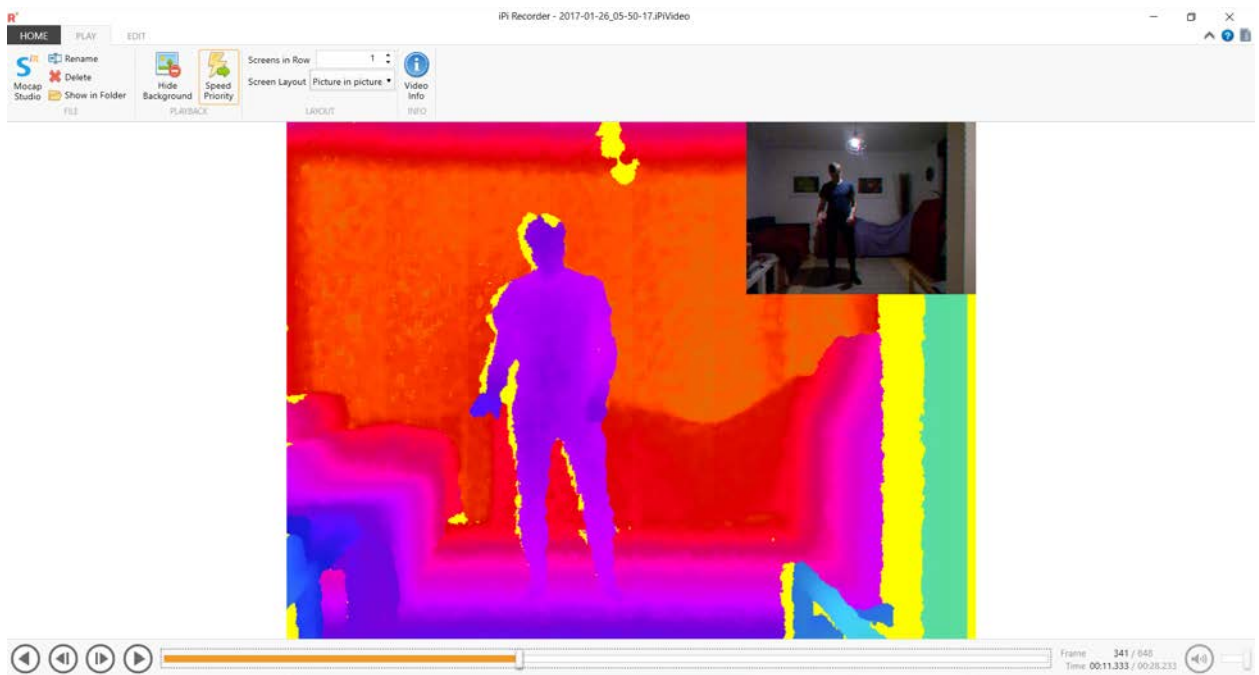 iPi Recorder - 2017-01-26_05-50-17.iPiVideo
HOME PLAY EDIT
Rename
Delete
Show in Folder
Mocap Studio
FILE
Hide Background
Speed Priority
PLAYBACK
Screens in Row 1
Screen Layout Picture in picture
LAYOUT
Video Info
INFO
Frame 341 / 848
Time 00:11.333 / 00:28.233